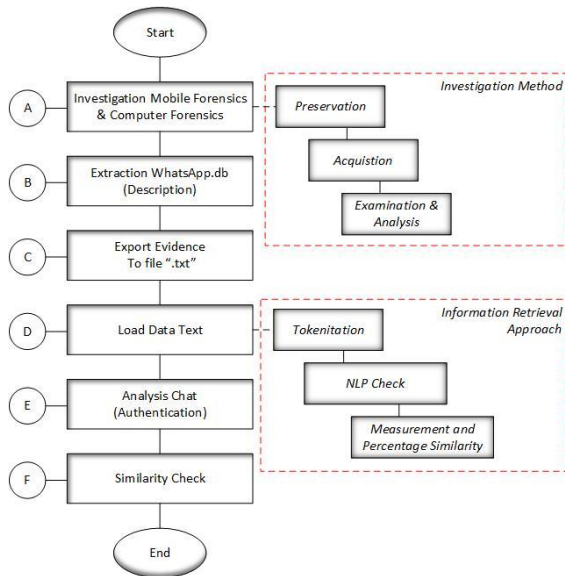 Start
A
Investigation Mobile Forensics
& Computer Forensics
Investigation Method
Preservation
Acquistion
Examination &
Analysis
B
Extraction WhatsApp.db
(Description)
C
Export Evidence
To file “.txt”
D
Load Data Text
Information Retrieval
Approach
Tokenitation
NLP Check
Measurement and
Percentage Similarity
E
Analysis Chat
(Authentication)
F
Similarity Check
End